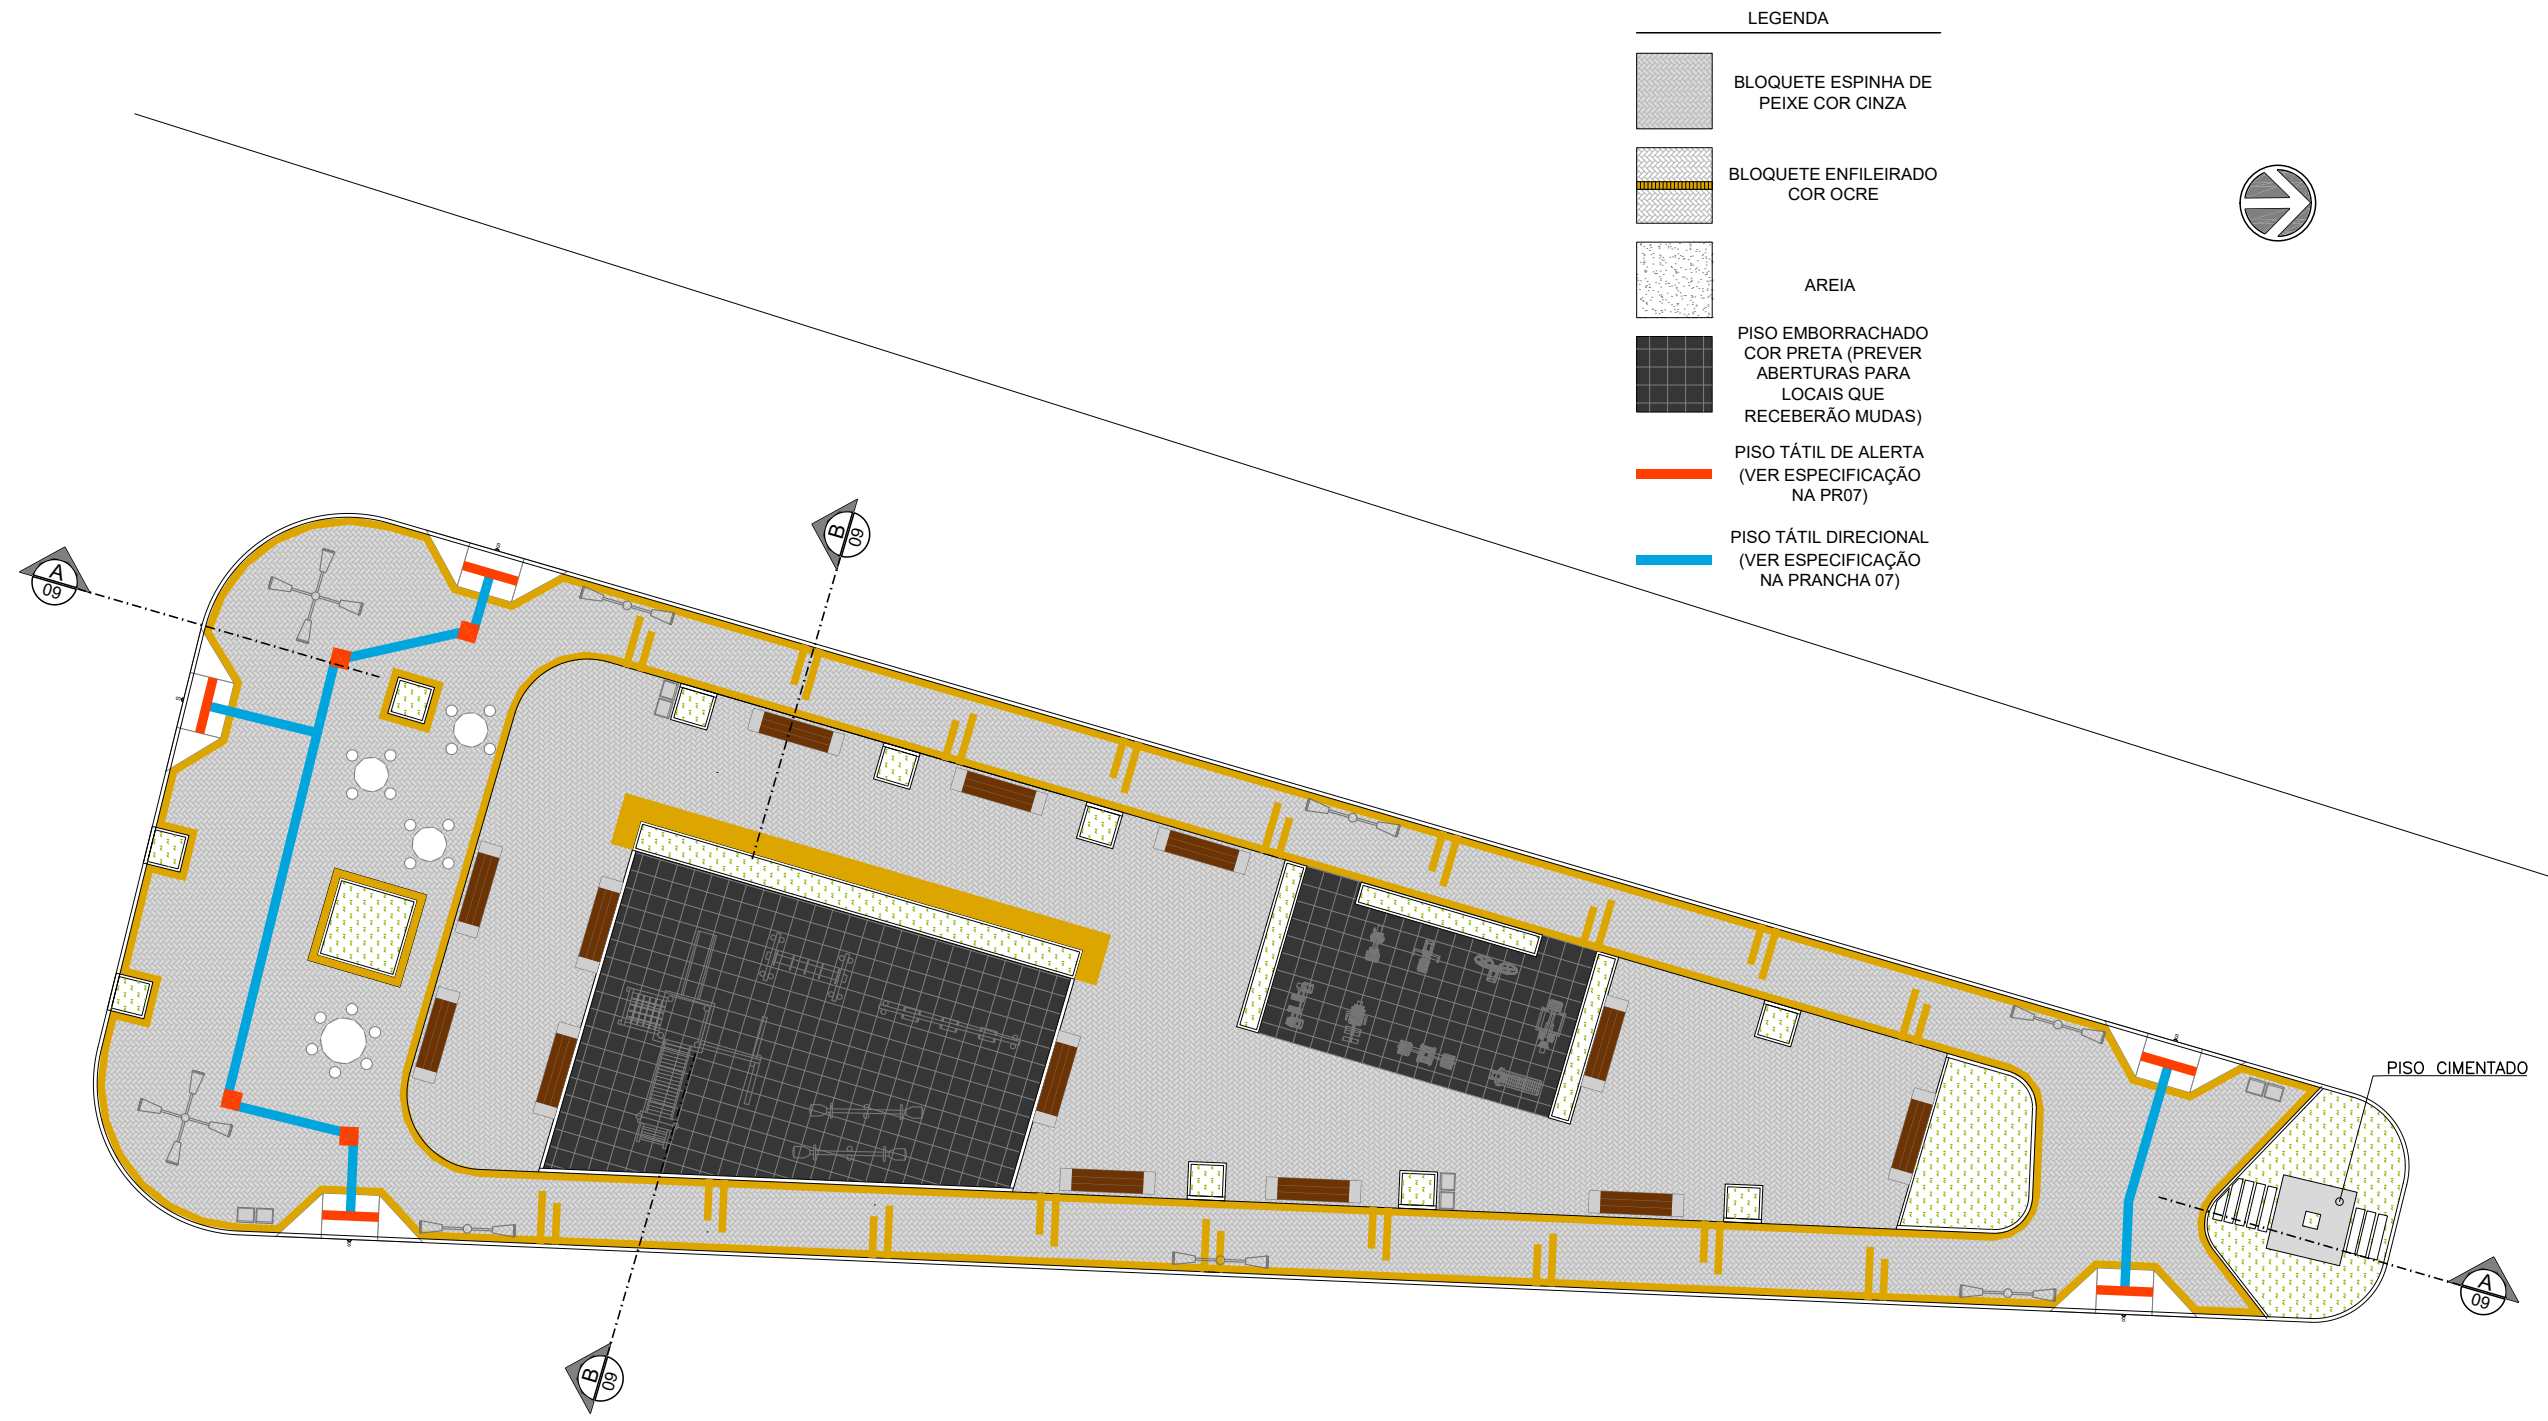 LEGENDA
BLOQUETE ESPINHA DE
PEIXE COR CINZA
BLOQUETE ENFILEIRADO
COR OCRE
AREIA
PISO EMBORRACHADO
COR PRETA (PREVER
ABERTURAS PARA
LOCAIS QUE
RECEBERÃO MUDAS)
PISO TÁTIL DE ALERTA
(VER ESPECIFICAÇÃO
NA PR07)
PISO TÁTIL DIRECIONAL
(VER ESPECIFICAÇÃO
NA PRANCHA 07)
B
09
A
09
PISO CIMENTADO
A
09
B
09